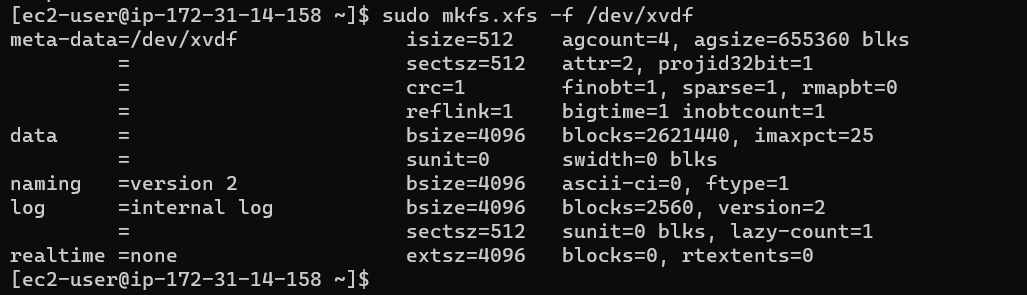 [ec2-user@ip-172-31-14-158 ~]$ sudo mkfs.xfs -f /dev/xvdf
meta-data=/dev/xvdf              isize=512    agcount=4, agsize=655360 blks
         =                       sectsz=512   attr=2, projid32bit=1
         =                       crc=1        finobt=1, sparse=1, rmapbt=0
         =                       reflink=1    bigtime=1 inobtcount=1
data     =                       bsize=4096   blocks=2621440, imaxpct=25
         =                       sunit=0      swidth=0 blks
naming   =version 2              bsize=4096   ascii-ci=0, ftype=1
log      =internal log           bsize=4096   blocks=2560, version=2
         =                       sectsz=512   sunit=0 blks, lazy-count=1
realtime =none                   extsz=4096   blocks=0, rtextents=0
[ec2-user@ip-172-31-14-158 ~]$